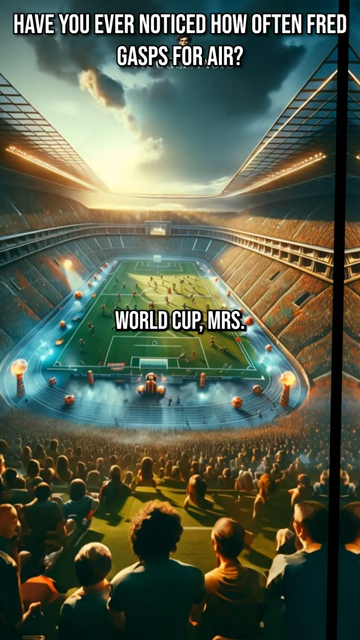 HAVE YOU EVER NOTICED HOW OFTEN FRED
GASPS FOR AIR?
WORLD CUP, MRS.